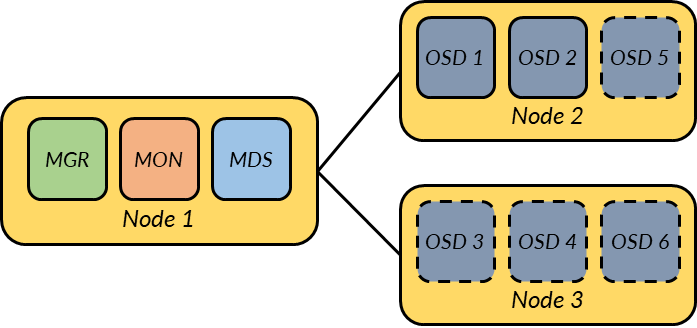 MGR
MON
MDS
Node 1
OSD 1
OSD 2
OSD 5
Node 2
OSD 3
OSD 4
OSD 6
Node 3